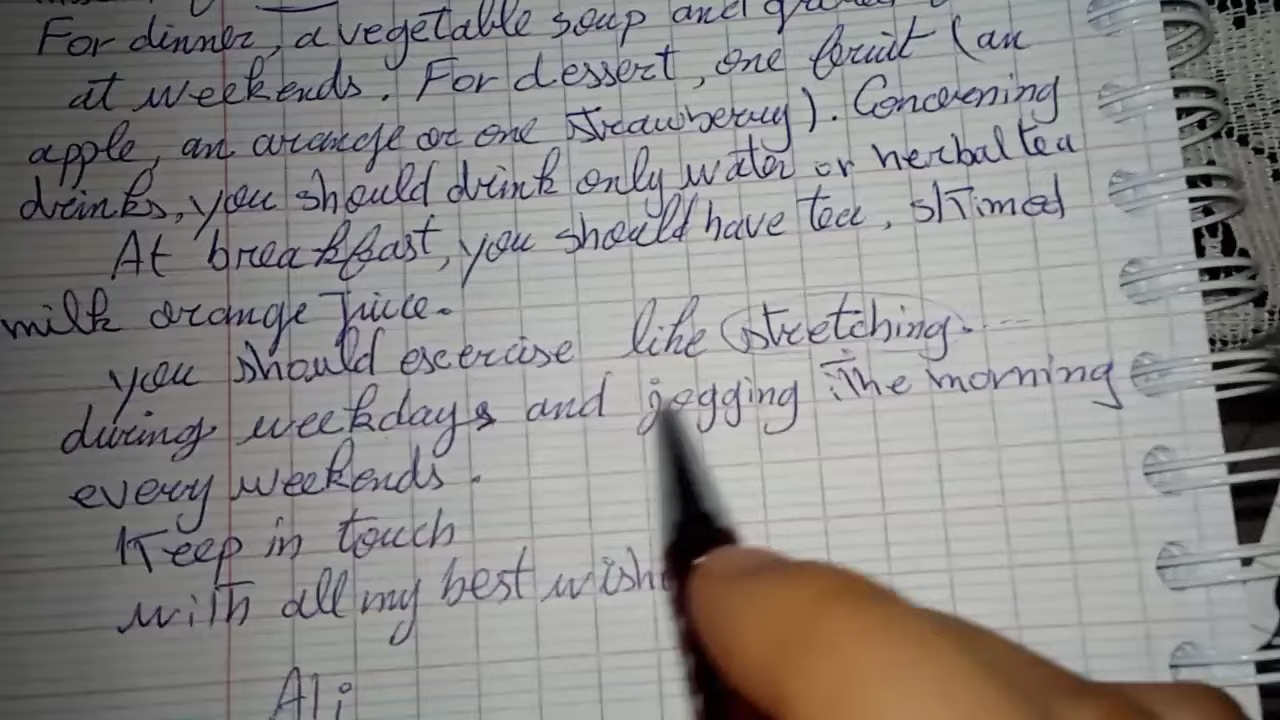 For dinner, a vegetable soup and
at weekends. For dessert, one fruit (an
apple, an orange or one strawberry). Concerning
drinks, you should drink only water or herbal tea
At breakfast, you should have tea, sKimed
milk orange Juice.
you should exercise like stretching....
during weekdays and jogging in The morning
every weekends.
Keep in touch
with all my best wish
Ali